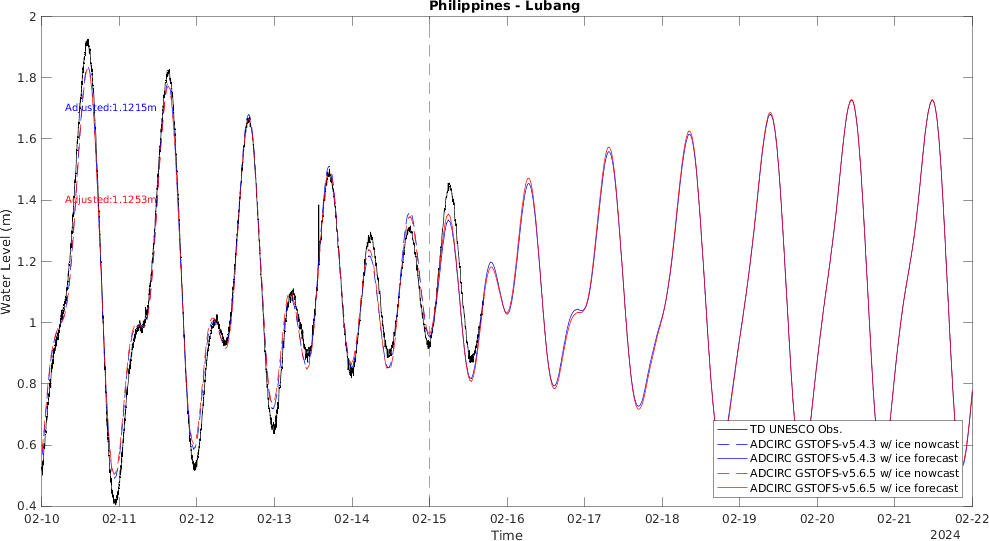 Philippines - Lubang
2
1.8
1.6
1.4
1.2
1
0.8
0.6
0.4
Water Level (m)
Adjusted:1.1215m
Adjusted:1.1253m
TD UNESCO Obs.
ADCIRC GSTOFS-v5.4.3 w/ ice nowcast
ADCIRC GSTOFS-v5.4.3 w/ ice forecast
ADCIRC GSTOFS-v5.6.5 w/ ice nowcast
ADCIRC GSTOFS-v5.6.5 w/ ice forecast
02-10 02-11 02-12 02-13 02-14 02-15 02-16 02-17 02-18 02-19 02-20 02-21 02-22
Time
2024